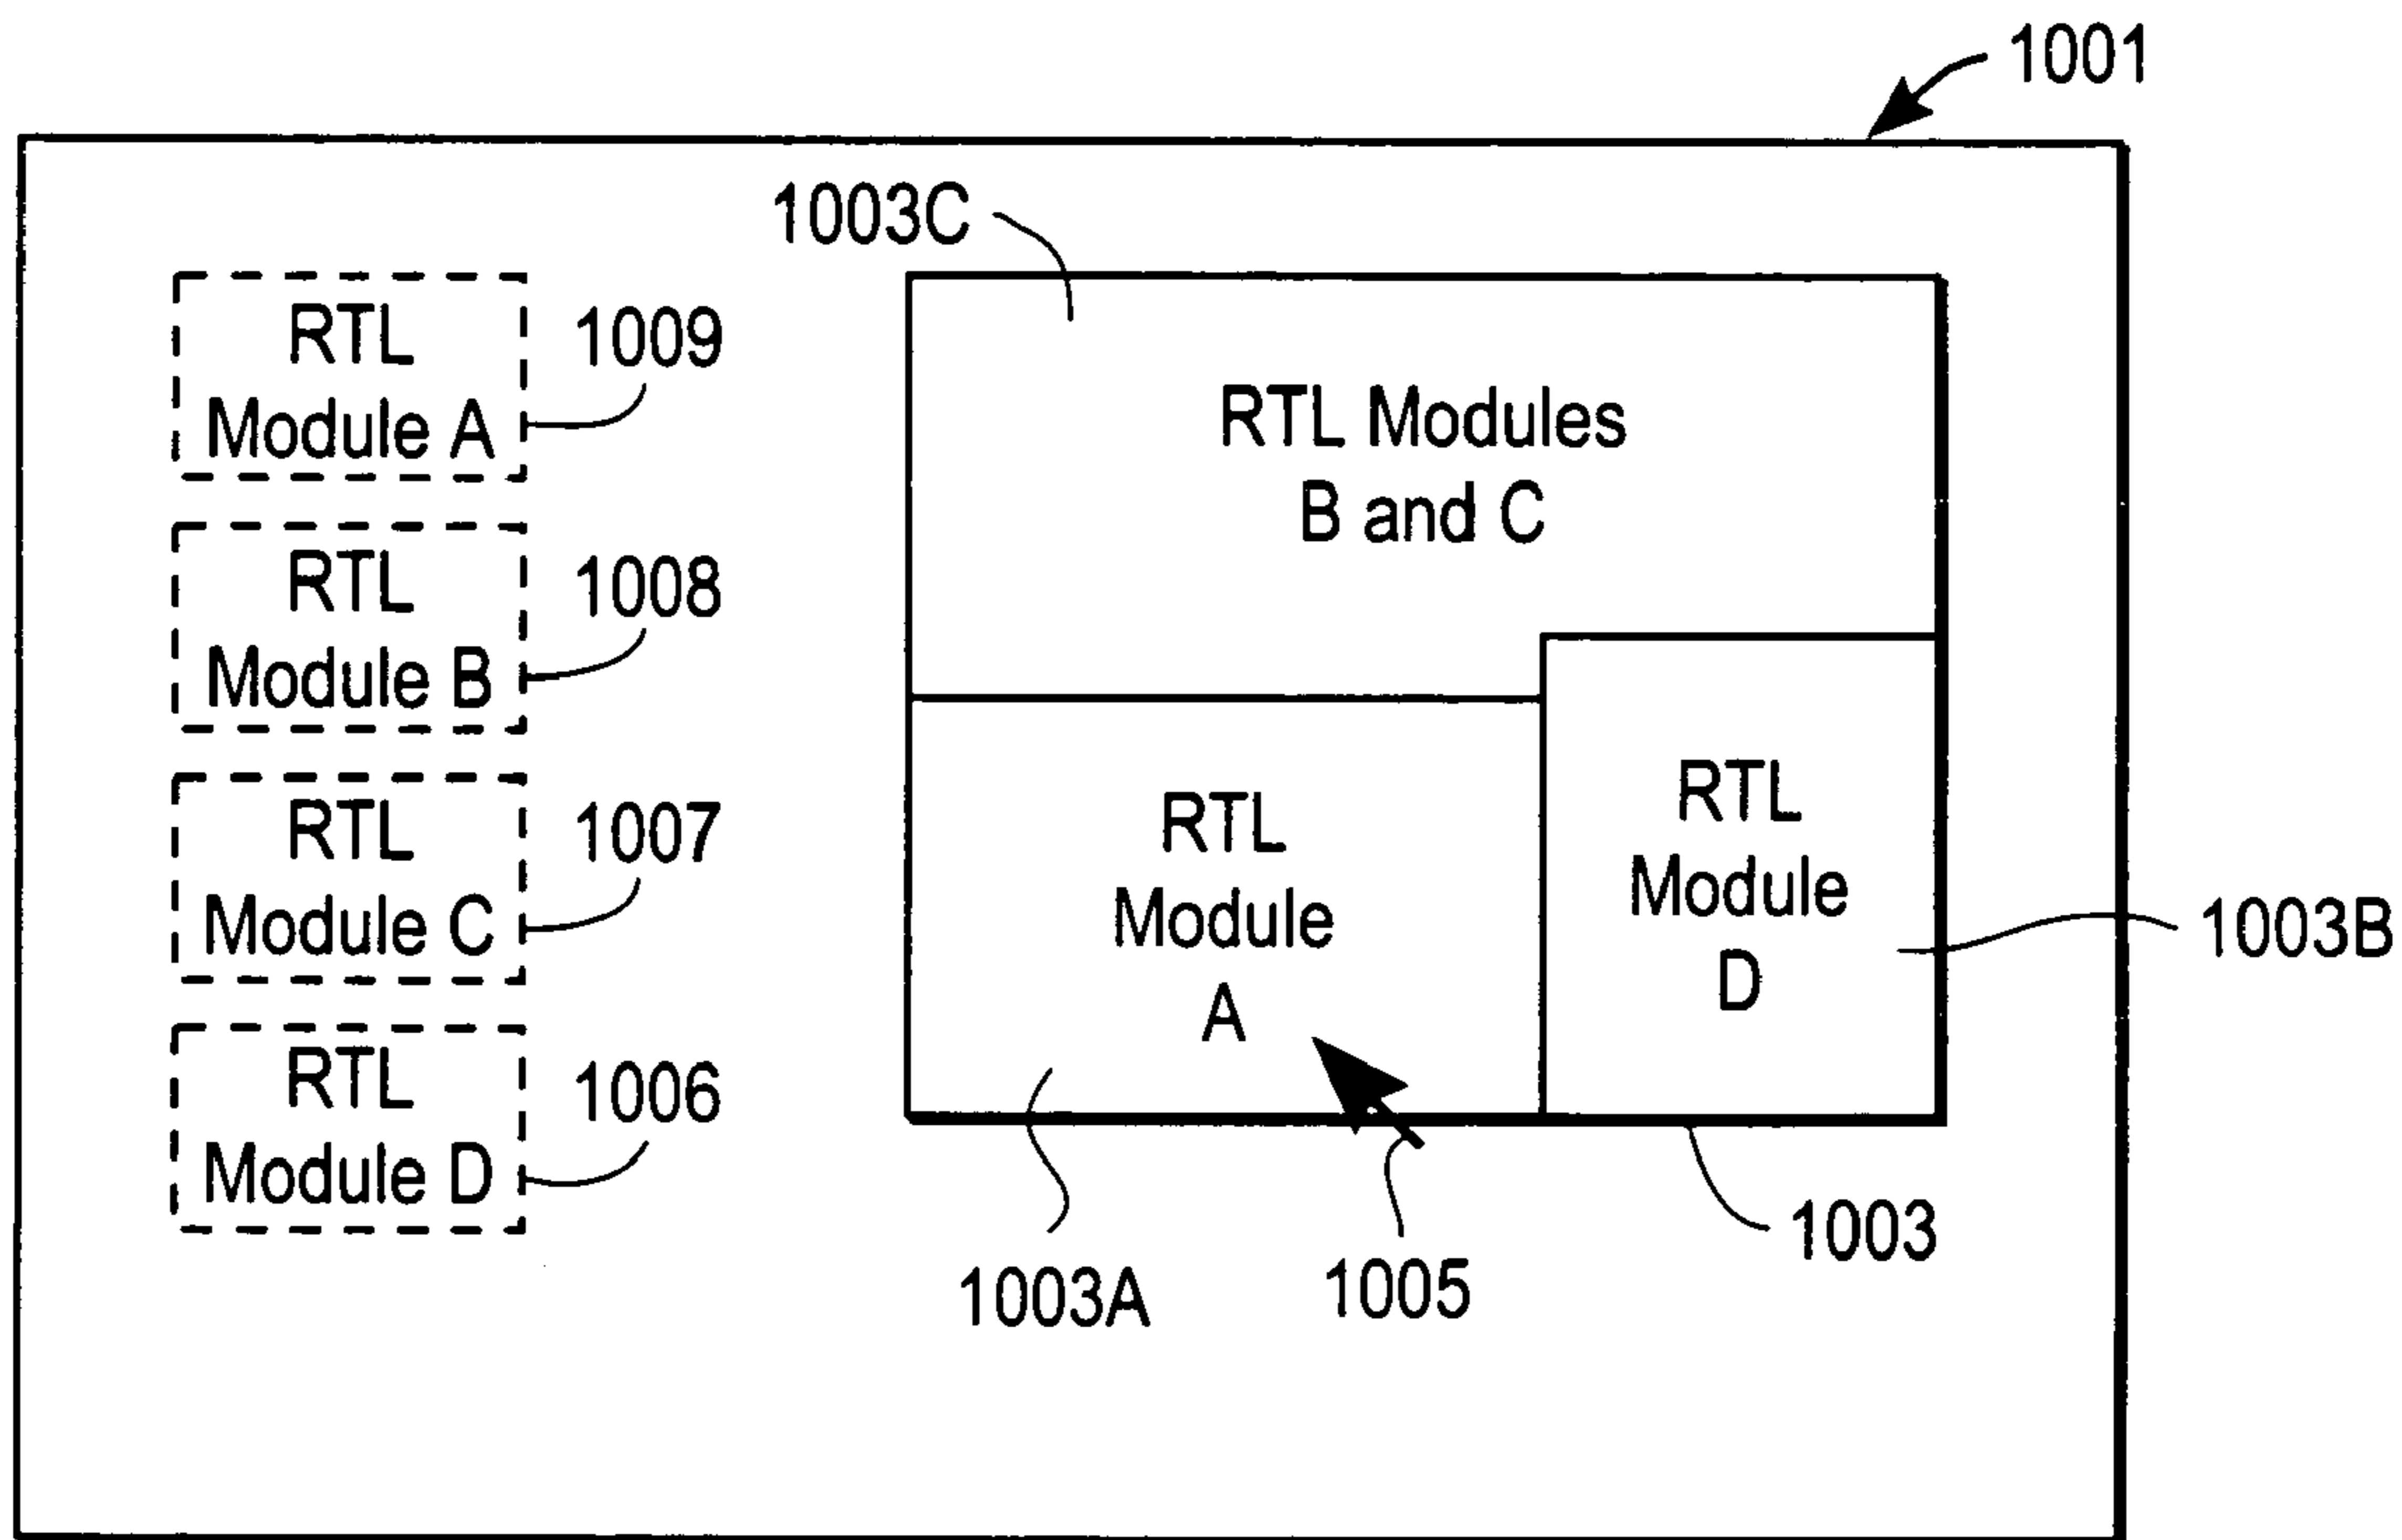 1001
1003C
RTL
Module A
1009
RTL
Module B
1008
RTL
Module C
1007
RTL
Module D
1006
RTL Modules
B and C
RTL
Module
A
RTL
Module
D
1003B
1003
1003A
1005